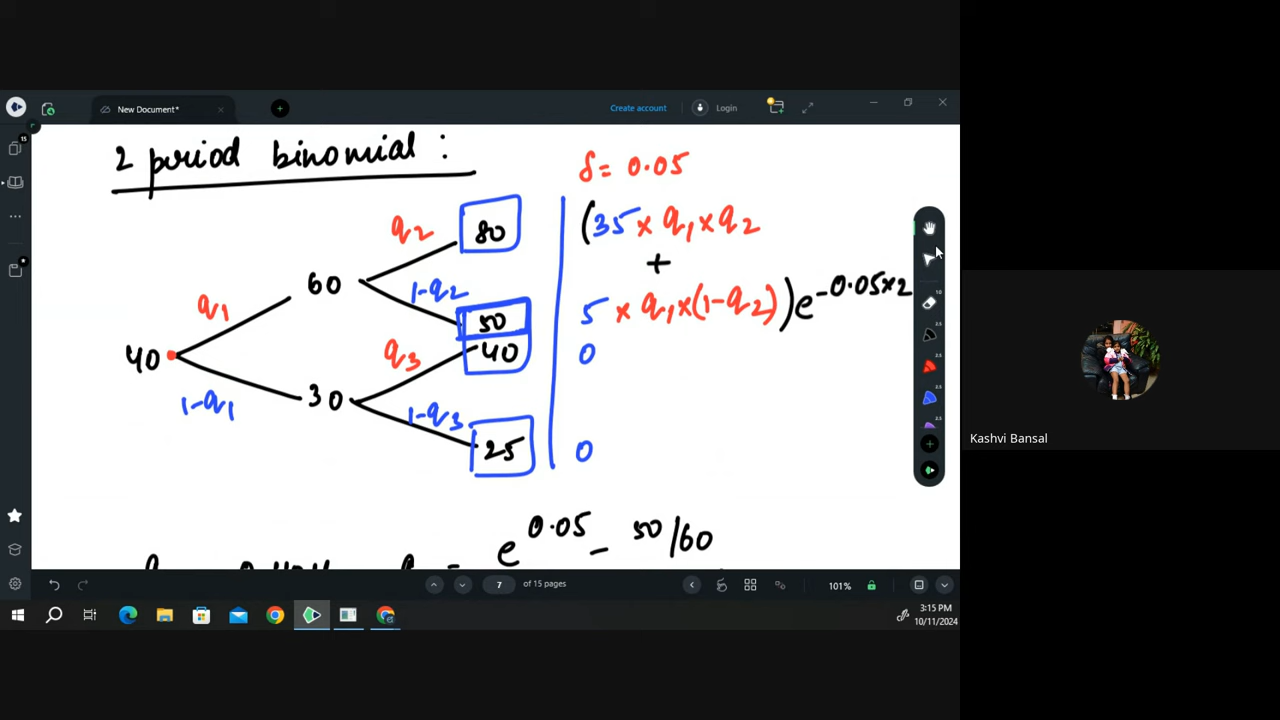 New Document*
Create account
Login
2 period binomial :
δ = 0.05
q2
80
(35 × q1 × q2
60
+
1-q2
q1
50
5 × q1 × (1-q2)) e^-0.05×2
40
q3
40
0
1-q1
30
1-q3
25
0
e^0.05 - 50/60
Kashvi Bansal
7 of 15 pages
101%
3:15 PM
10/11/2024